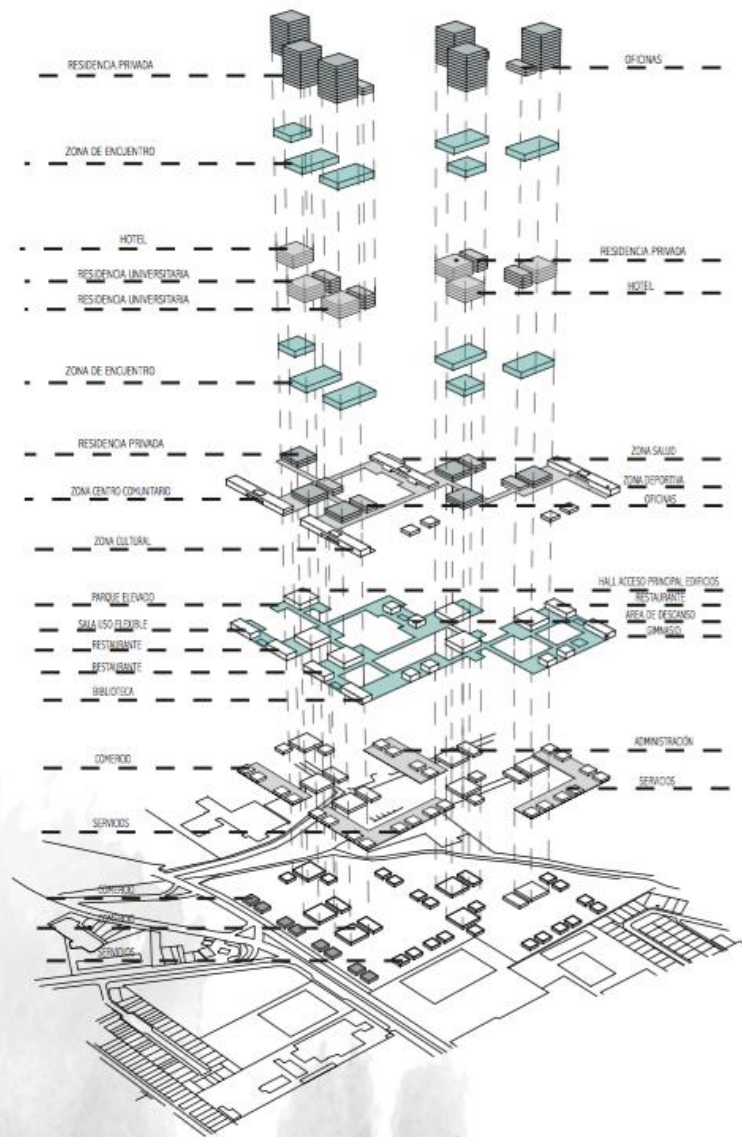 RESIDENCIA PRIVADA
OFICINAS
ZONA DE ENCUENTRO
HOTEL
RESIDENCIA PRIVADA
RESIDENCIA UNIVERSITARIA
HOTEL
RESIDENCIA UNIVERSITARIA
ZONA DE ENCUENTRO
RESIDENCIA PRIVADA
ZONA SALUD
ZONA DEPORTIVA
ZONA CENTRO COMUNITARIO
OFICINAS
ZONA CULTURAL
HALL ACCESO PRINCIPAL EDIFICIOS
PARQUE ELEVADO
RESTAURANTE
AREA DE DESCANSO
SALA USO FLEXIBLE
GIMNASIO
RESTAURANTE
RESTAURANTE
BIBLIOTECA
ADMINISTRACIÓN
COMERCIO
SERVICIOS
SERVICIOS
COMERCIO
COMERCIO
SERVICIOS